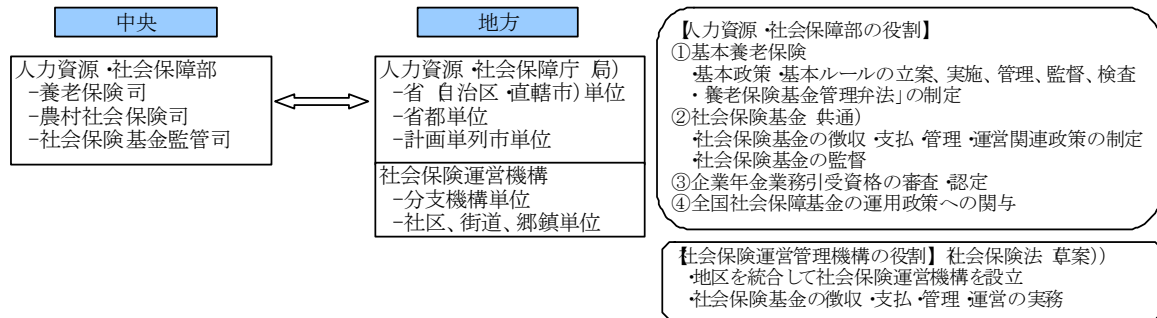 中央
人力資源・社会保障部
-養老保険司
-農村社会保険司
-社会保険基金監管司
地方
人力資源・社会保障庁 局)
-省 自治区・直轄市)単位
-省都単位
-計画単列市単位
社会保険運営機構
-分支機構単位
-社区、街道、郷鎮単位
【人力資源・社会保障部の役割】
①基本養老保険
・基本政策・基本ルールの立案、実施、管理、監督、検査
・養老保険基金管理弁法」の制定
②社会保険基金 共通)
・社会保険基金の徴収・支払・管理・運営関連政策の制定
・社会保険基金の監督
③企業年金業務引受資格の審査・認定
④全国社会保障基金の運用政策への関与
【社会保険運営管理機構の役割】 社会保険法 草案))
・地区を統合して社会保険運営機構を設立
・社会保険基金の徴収・支払・管理・運営の実務